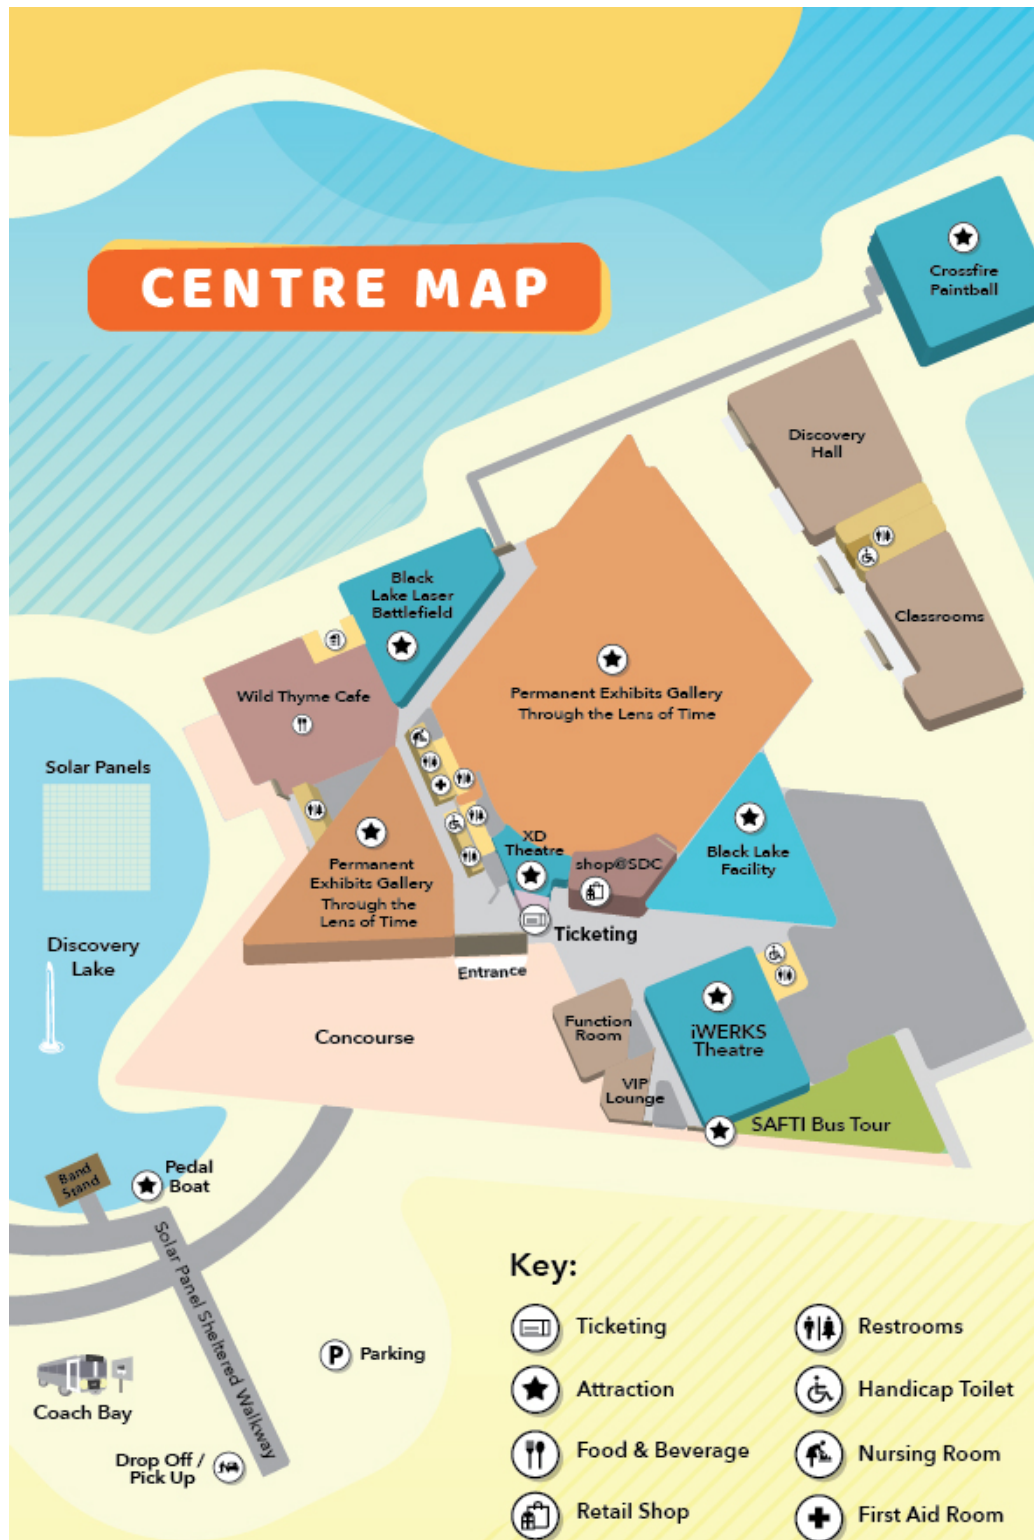 CENTRE MAP
Crossfire
Paintball
Discovery
Hall
Classrooms
Black
Lake Laser
Battlefield
Wild Thyme Cafe
Permanent Exhibits Gallery
Through the Lens of Time
Solar Panels
XD
Theatre
shop@SDC
Black Lake
Facility
Permanent
Exhibits Gallery
Through the
Lens of Time
Ticketing
Discovery
Lake
Entrance
Concourse
Function
Room
iWERKS
Theatre
VIP
Lounge
SAFTI Bus Tour
Band
Stand
Pedal
Boat
Solar Panel Sheltered Walkway
P Parking
Coach Bay
Drop Off /
Pick Up
Key:
Ticketing
Restrooms
Attraction
Handicap Toilet
Food & Beverage
Nursing Room
Retail Shop
First Aid Room